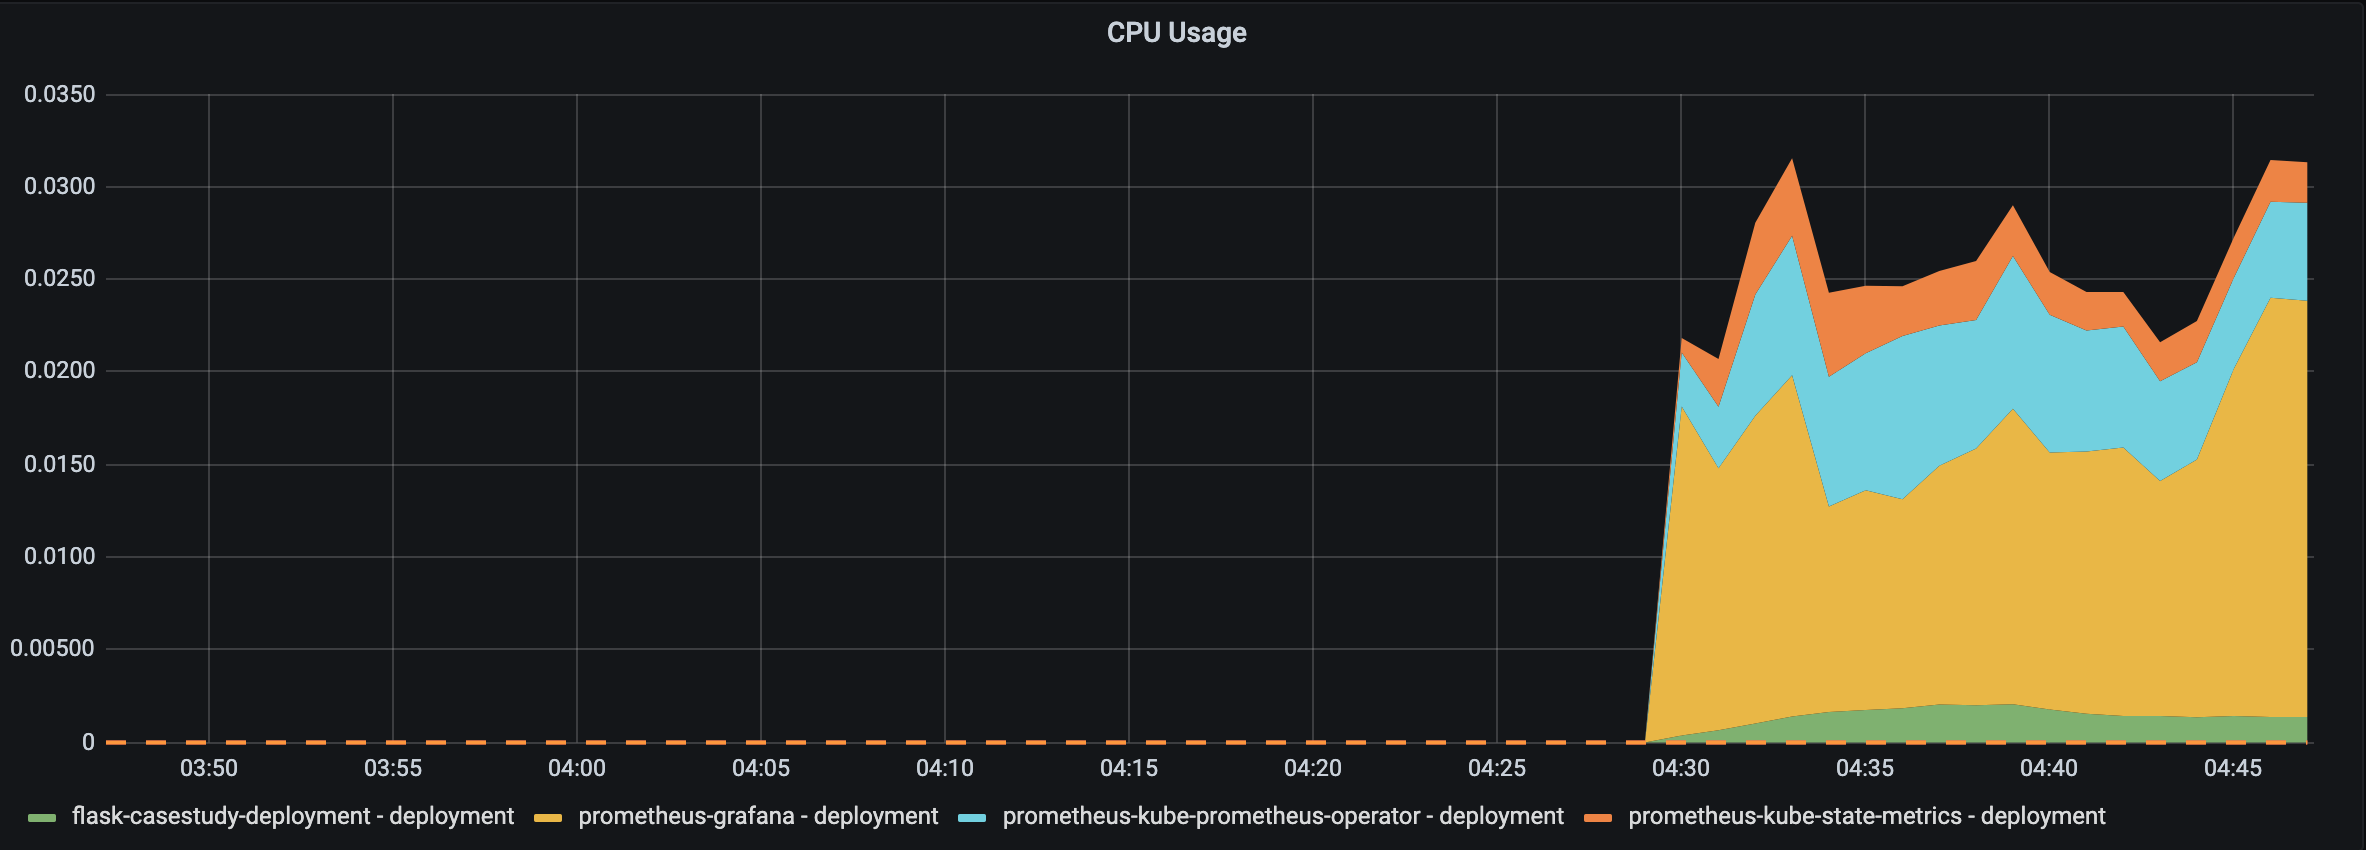 CPU Usage
0.0350
0.0300
0.0250
0.0200
0.0150
0.0100
0.00500
0
03:50 03:55 04:00 04:05 04:10 04:15 04:20 04:25 04:30 04:35 04:40 04:45
flask-casestudy-deployment - deployment prometheus-grafana - deployment prometheus-kube-prometheus-operator - deployment prometheus-kube-state-metrics - deployment